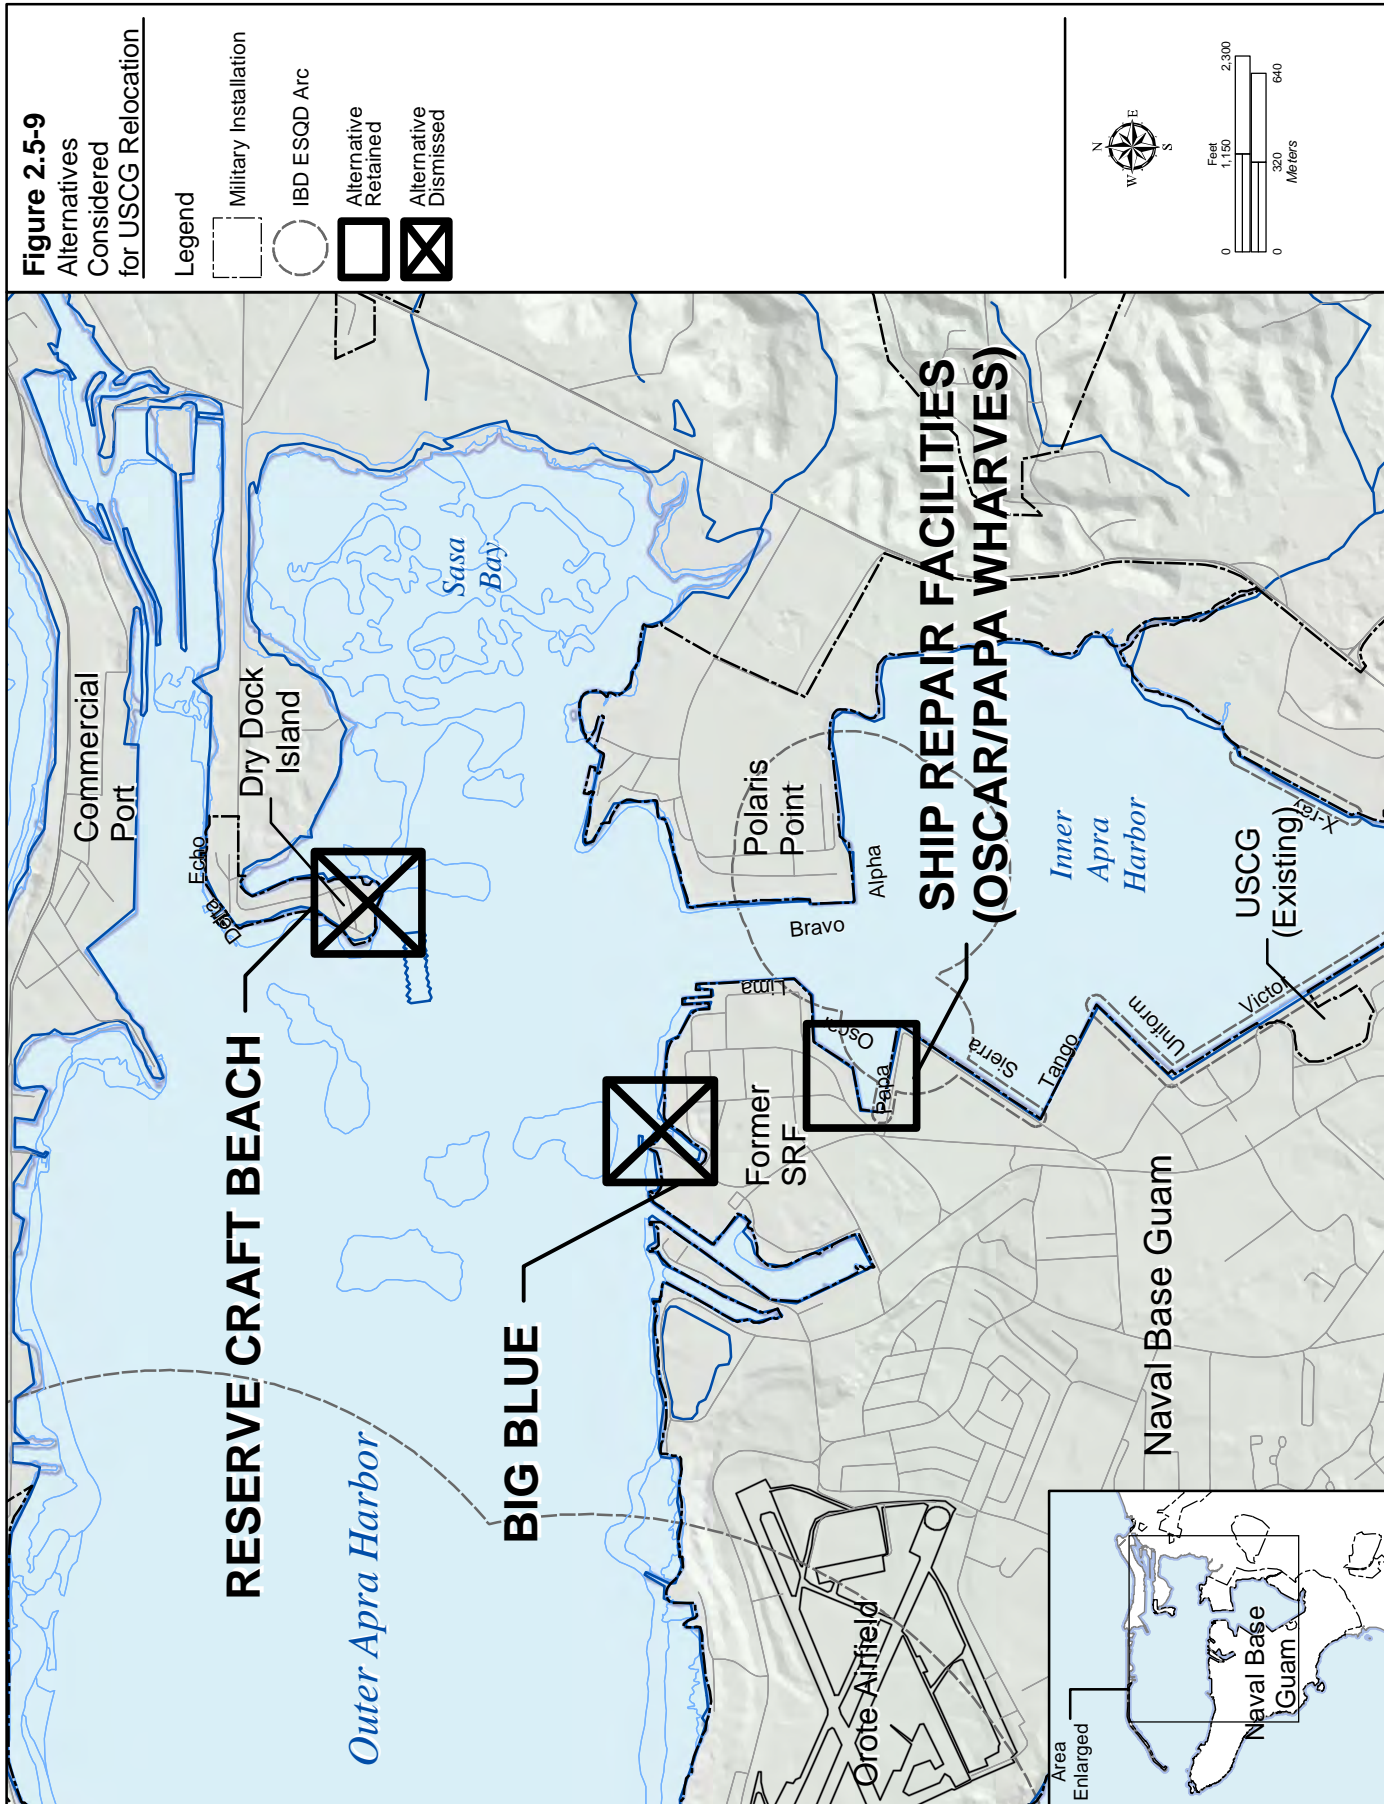 Figure 2.5-9
Alternatives
Considered
for USCG Relocation
Legend
Military Installation
IBD ESQD Arc
Alternative
Retained
Alternative
Dismissed
N
W
E
S
Feet
0
1,150
2,300
0
320
640
Meters
Commercial
Port
Echo
Delta
Dry Dock
Island
RESERVE CRAFT BEACH
Sasa
Bay
Outer Apra Harbor
BIG BLUE
Polaris
Point
Bravo
Alpha
Lima
Former
SRF
Oscar
Papa
SHIP REPAIR FACILITIES
(OSCAR/PAPA WHARVES)
Sierra
Tango
Uniform
Victor
Inner
Apra
Harbor
X-ray
USCG
(Existing)
Naval Base Guam
Orote Airfield
Area
Enlarged
Naval Base
Guam